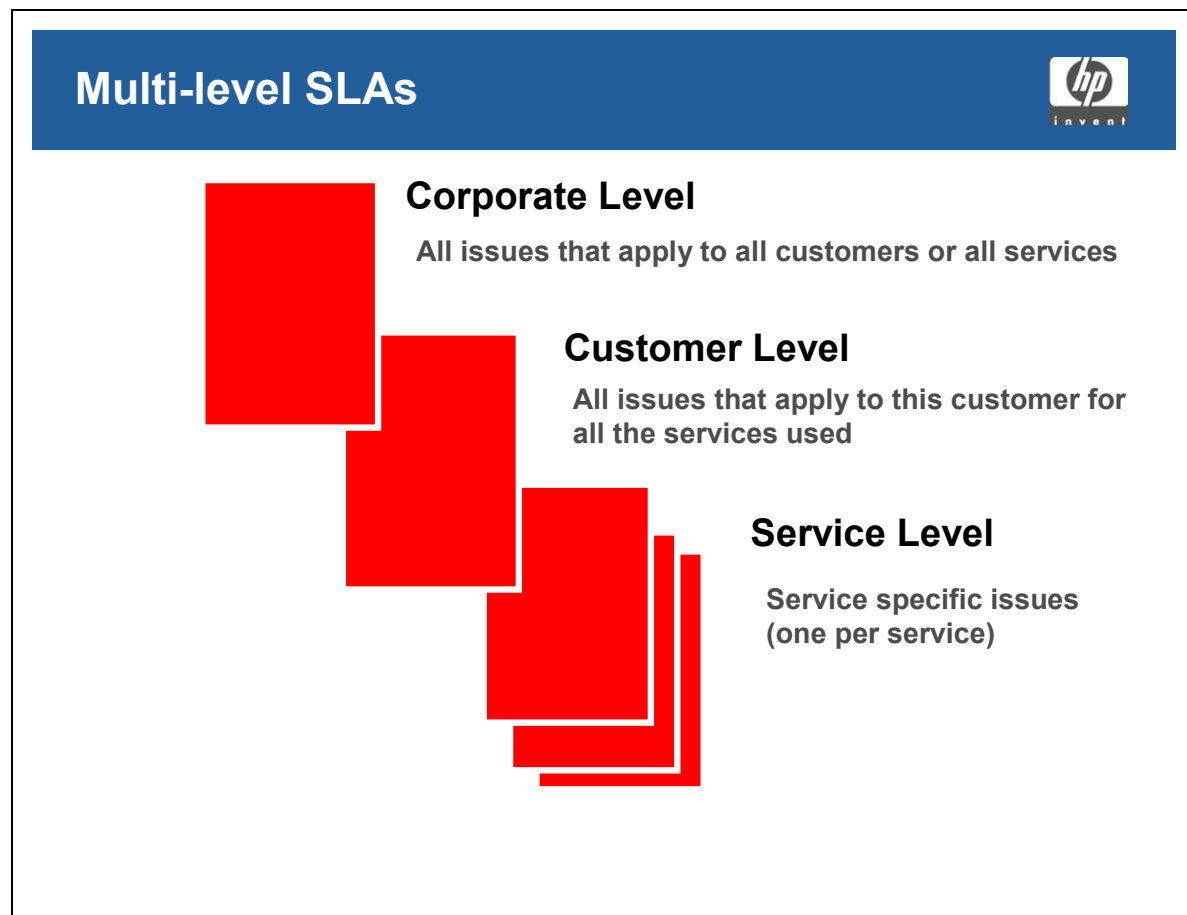 Multi-level SLAs
hp
invent
Corporate Level
All issues that apply to all customers or all services
Customer Level
All issues that apply to this customer for
all the services used
Service Level
Service specific issues
(one per service)